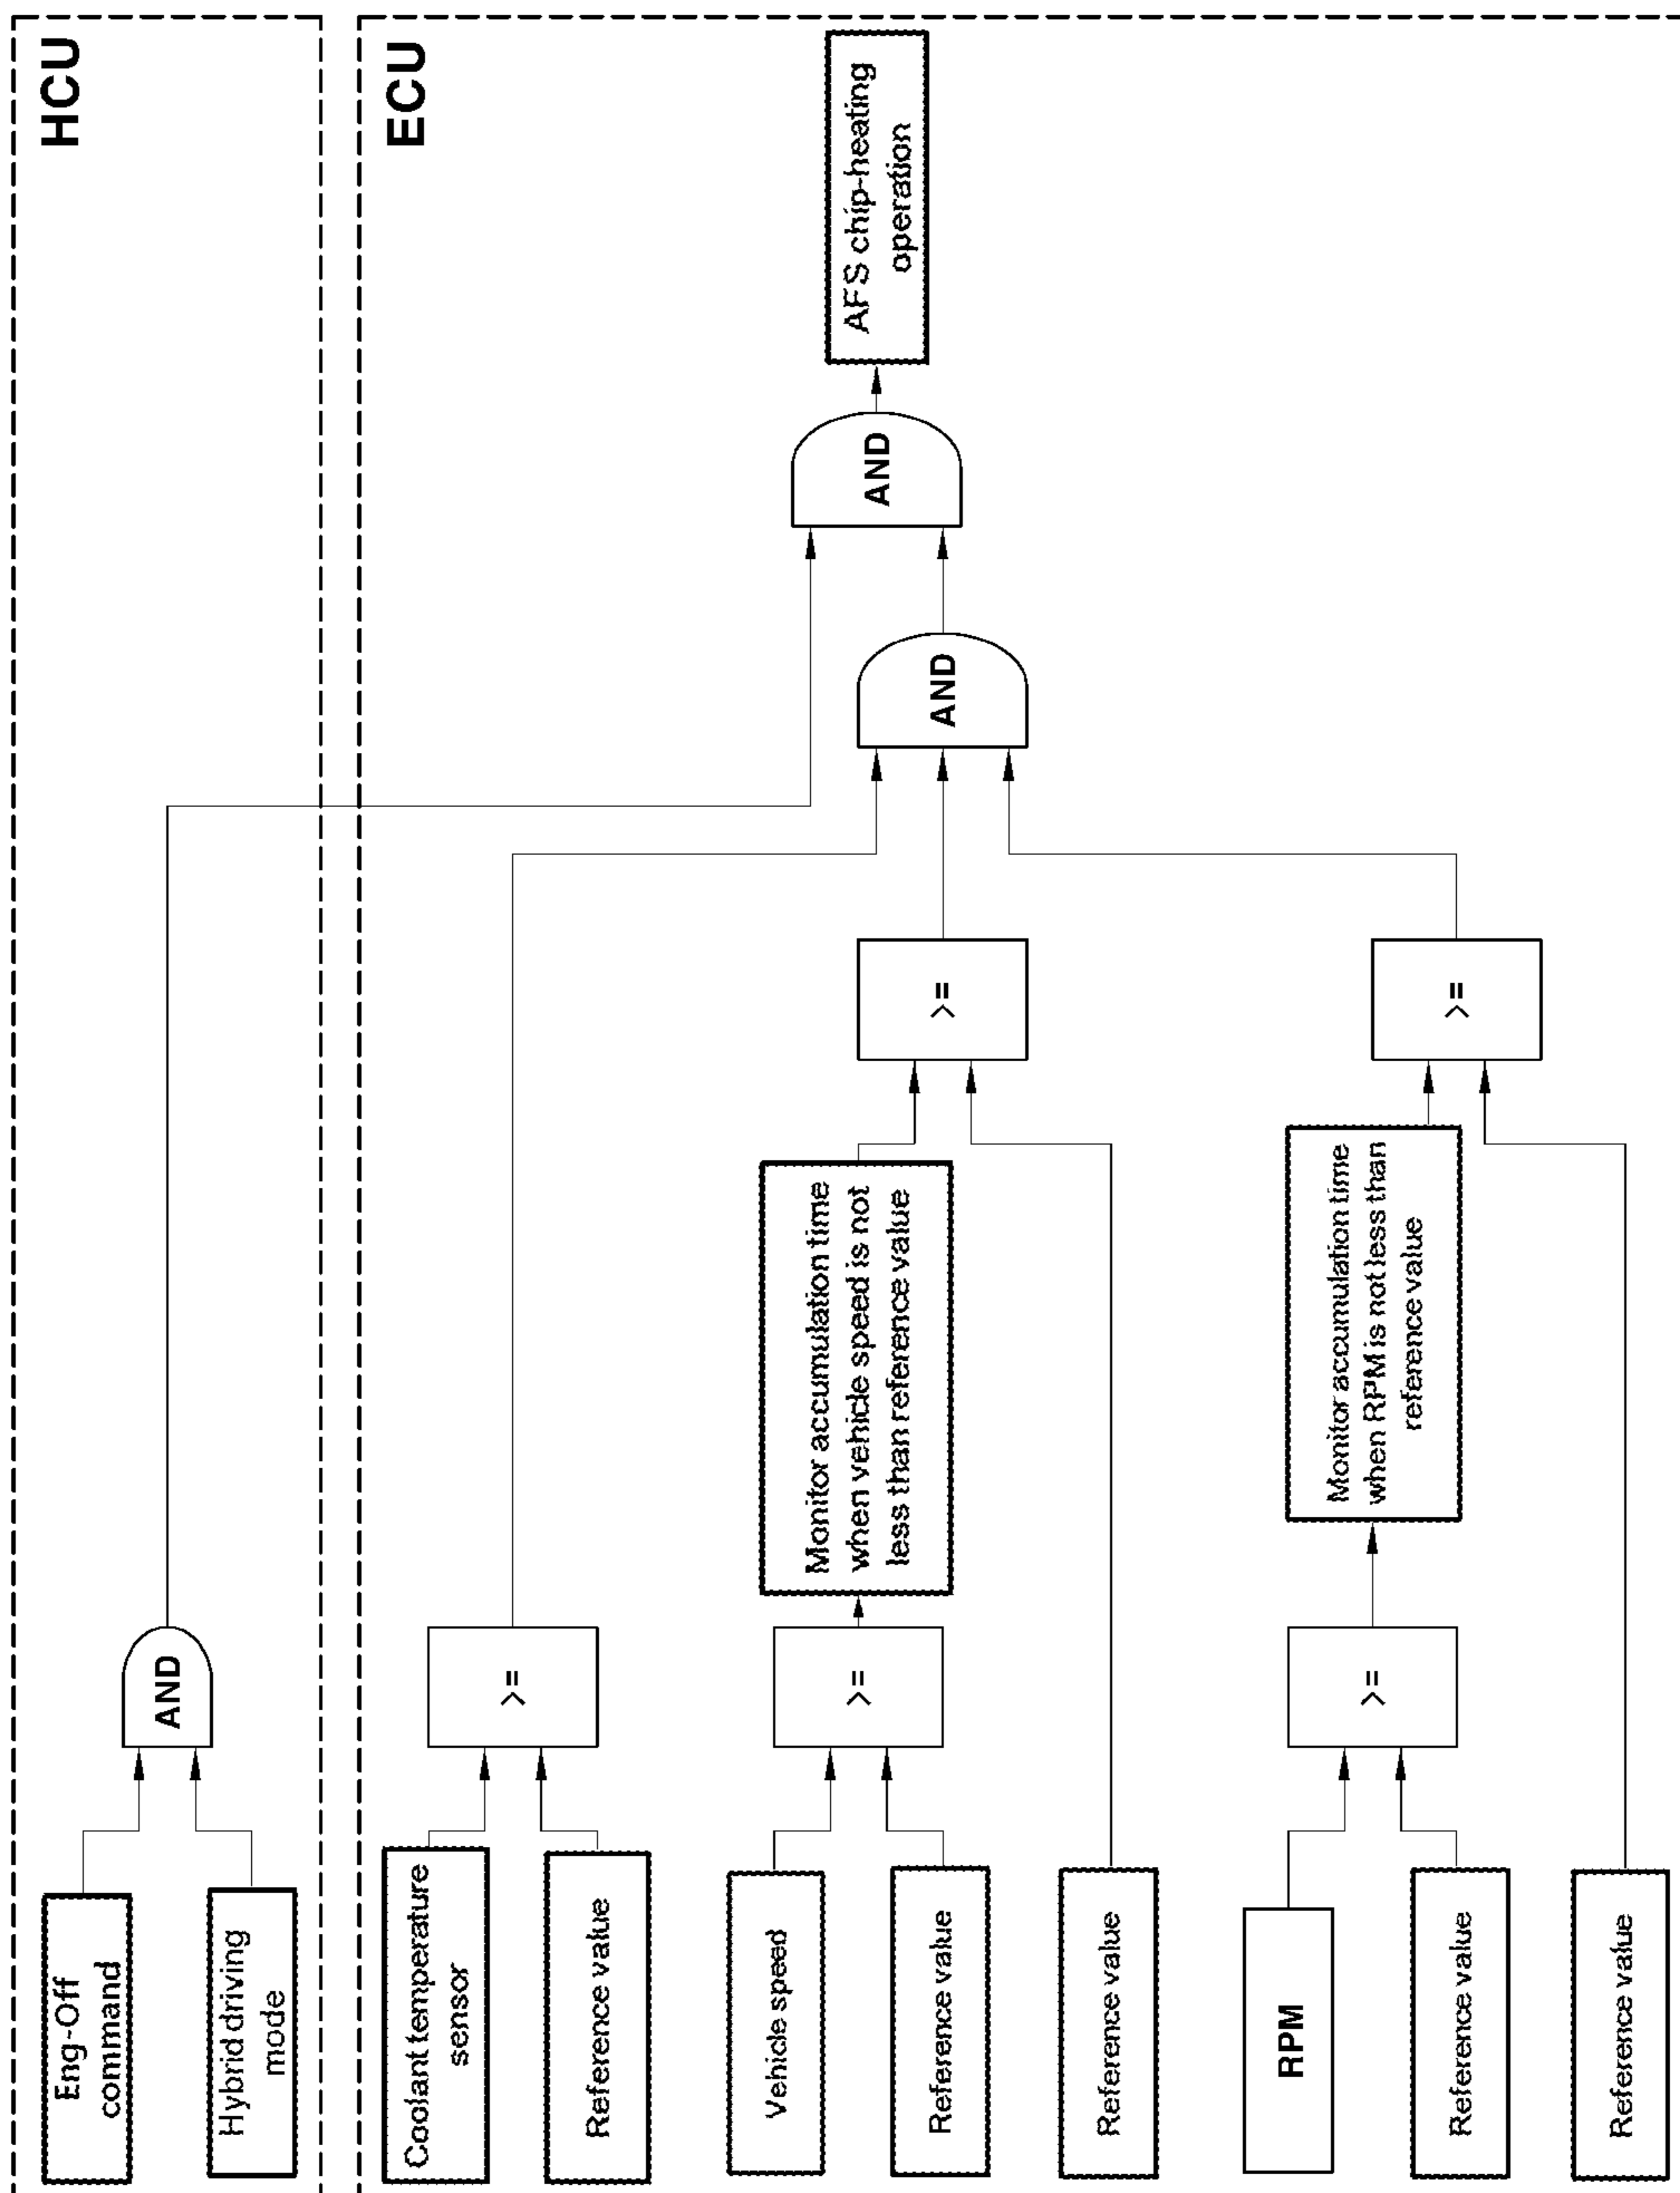 HCU
Eng-Off
command
Hybrid driving
mode
AND
ECU
Coolant temperature
sensor
Reference value
>=
Vehicle speed
Reference value
>=
Monitor accumulation time
when vehicle speed is not
less than reference value
Reference value
>=
RPM
Reference value
>=
Monitor accumulation time
when RPM is not less than
reference value
Reference value
>=
AND
AND
AFS chip-heating
operation